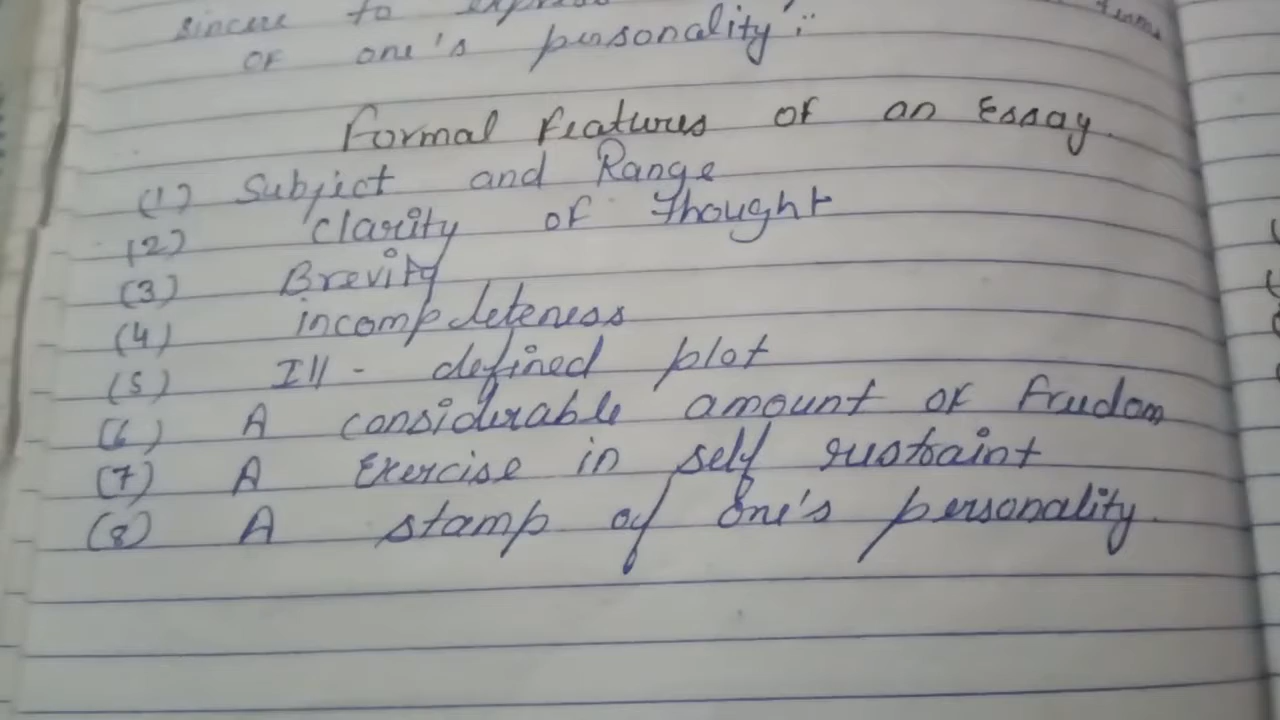 sincere to express
of one's personality":
Formal Features of an Essay.
(1) Subject and Range
(2) Clarity of Thought
(3) Brevity
(4) incompleteness
(5) Ill-defined plot
(6) A considerable amount of Freedom
(7) A Exercise in self restraint
(8) A stamp of One's personality.